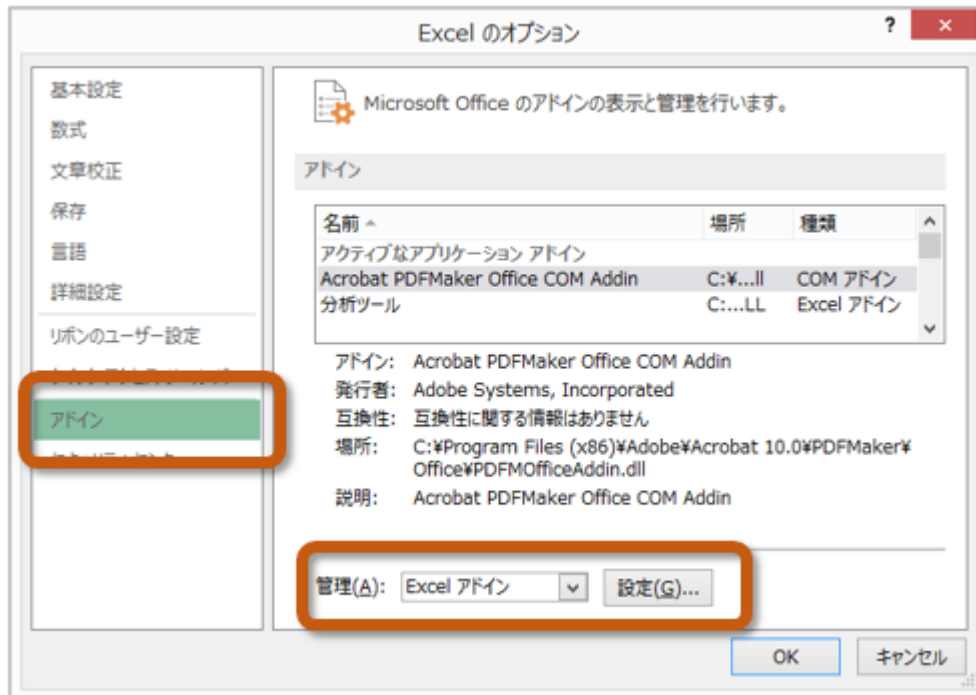 Excel のオプション
?
基本設定
数式
文章校正
保存
言語
詳細設定
リボンのユーザー設定
アドイン
Microsoft Office のアドインの表示と管理を行います。
アドイン
名前 場所 種類
アクティブなアプリケーション アドイン
Acrobat PDFMaker Office COM Addin C:¥...ll COM アドイン
分析ツール C:...LL Excel アドイン
アドイン: Acrobat PDFMaker Office COM Addin
発行者: Adobe Systems, Incorporated
互換性: 互換性に関する情報はありません
場所: C:¥Program Files (x86)¥Adobe¥Acrobat 10.0¥PDFMaker¥
Office¥PDFMOfficeAddin.dll
説明: Acrobat PDFMaker Office COM Addin
管理(A): Excel アドイン 設定(G)...
OK キャンセル